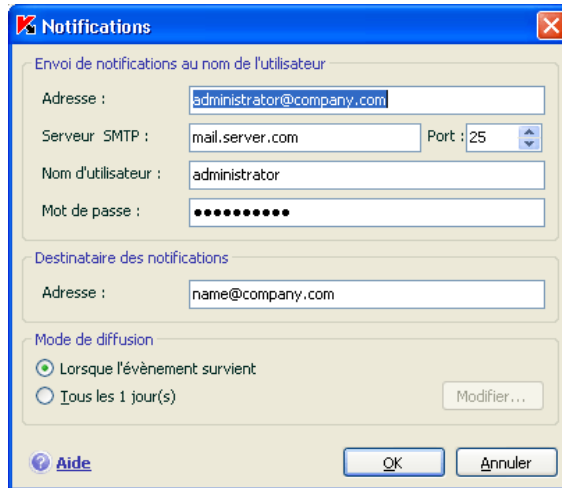 Notifications
Envoi de notifications au nom de l'utilisateur
Adresse : administrator@company.com
Serveur SMTP : mail.server.com Port : 25
Nom d'utilisateur : administrator
Mot de passe : ●●●●●●●●●●
Destinataire des notifications
Adresse : name@company.com
Mode de diffusion
Lorsque l'évènement survient
Tous les 1 jour(s) Modifier...
Aide OK Annuler